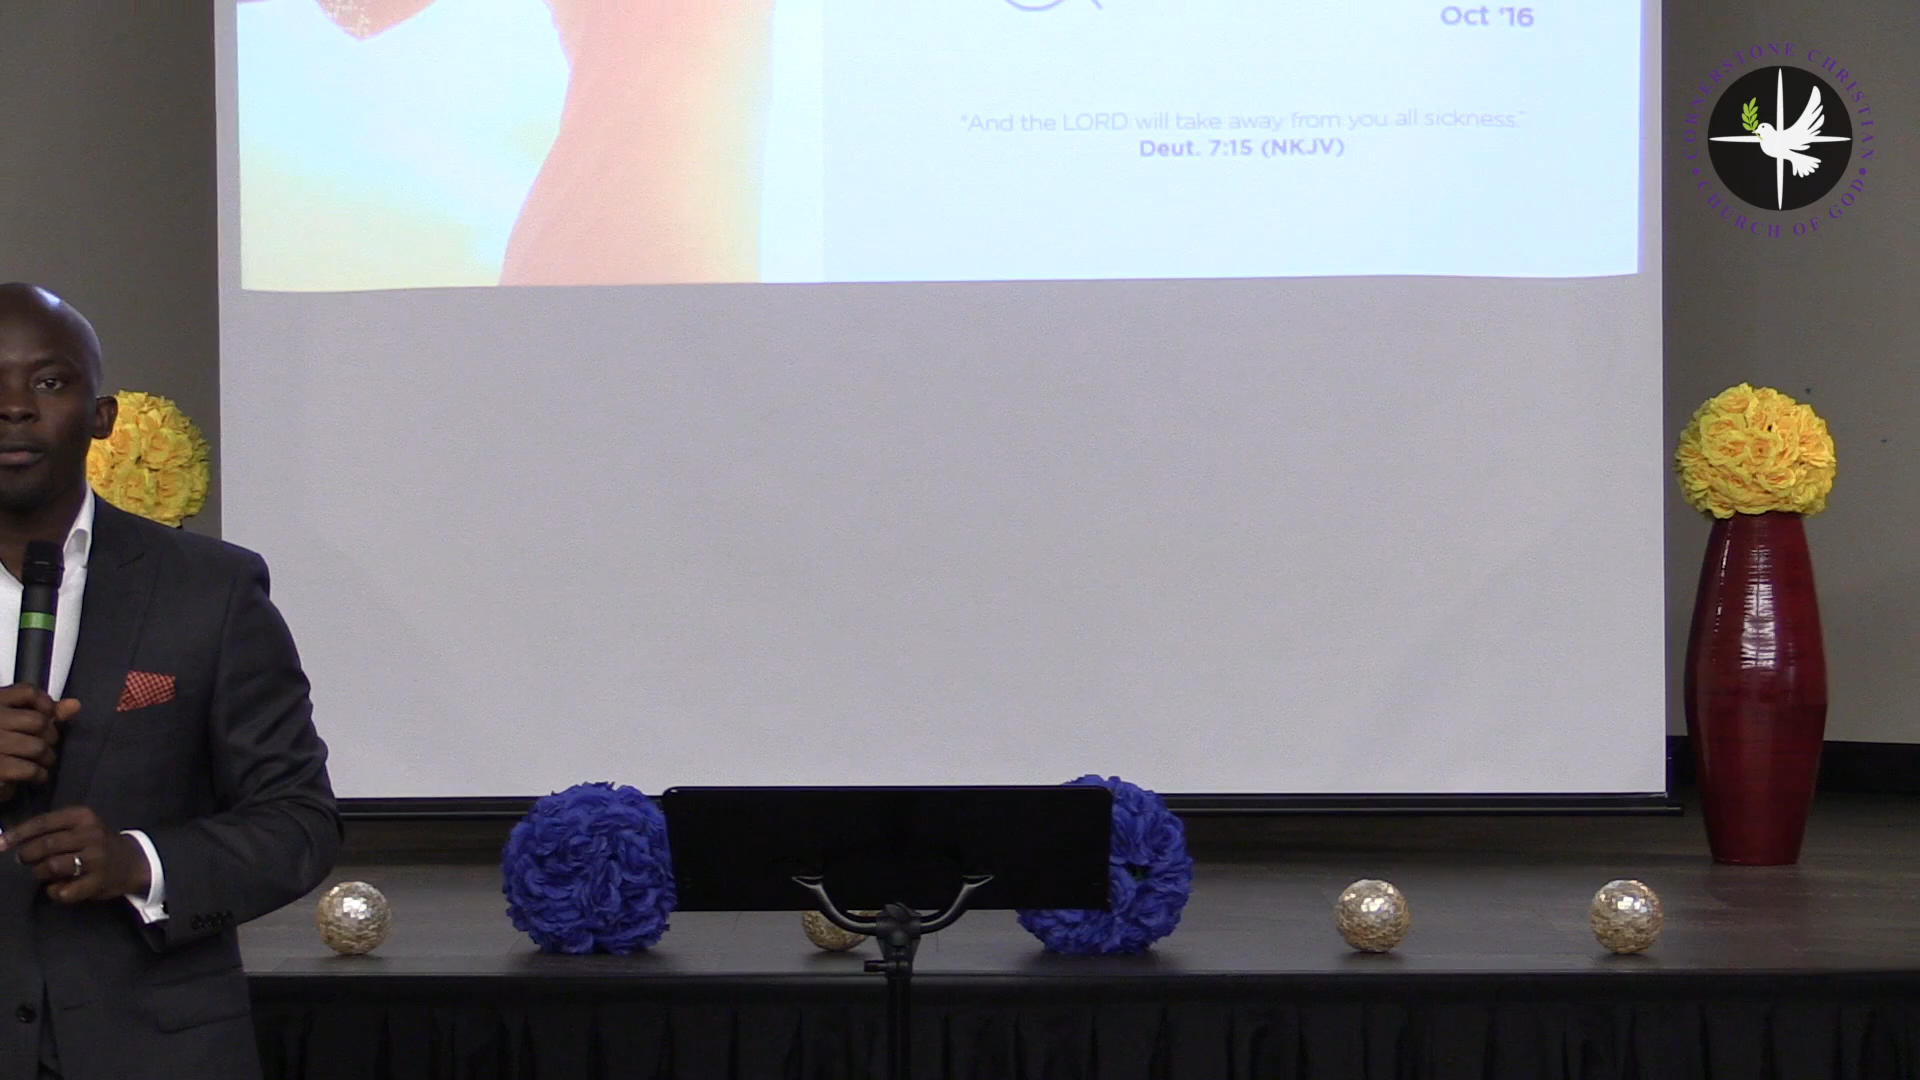 Oct '16
"And the LORD will take away from you all sickness."
Deut. 7:15 (NKJV)
CORNERSTONE CHRISTIAN
• CHURCH OF GOD •